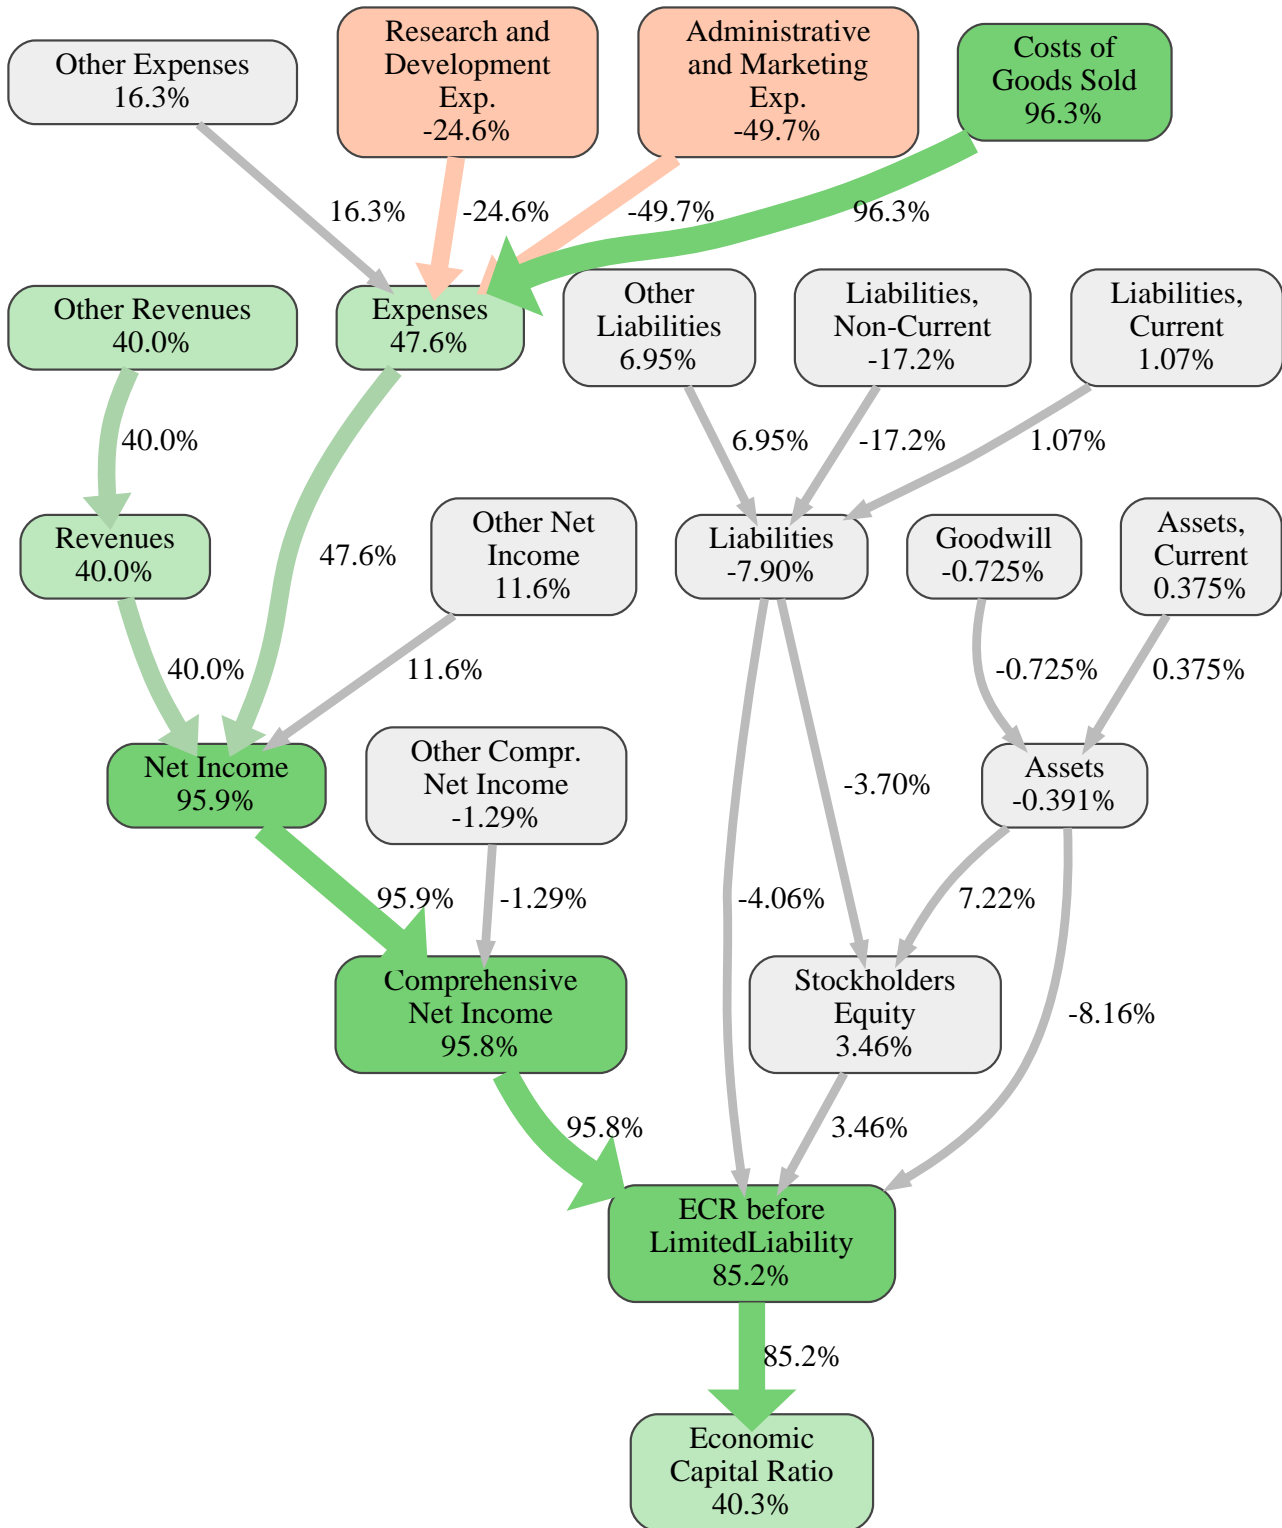 Other Expenses
16.3%
Research and
Development
Exp.
-24.6%
Administrative
and Marketing
Exp.
-49.7%
Costs of
Goods Sold
96.3%
16.3%
-24.6%
-49.7%
96.3%
Other Revenues
40.0%
Expenses
47.6%
Other
Liabilities
6.95%
Liabilities,
Non-Current
-17.2%
Liabilities,
Current
1.07%
40.0%
6.95%
-17.2%
1.07%
Revenues
40.0%
47.6%
Other Net
Income
11.6%
Liabilities
-7.90%
Goodwill
-0.725%
Assets,
Current
0.375%
40.0%
11.6%
-0.725%
0.375%
Net Income
95.9%
Other Compr.
Net Income
-1.29%
-3.70%
Assets
-0.391%
95.9%
-1.29%
-4.06%
7.22%
Comprehensive
Net Income
95.8%
Stockholders
Equity
3.46%
-8.16%
95.8%
3.46%
ECR before
LimitedLiability
85.2%
85.2%
Economic
Capital Ratio
40.3%